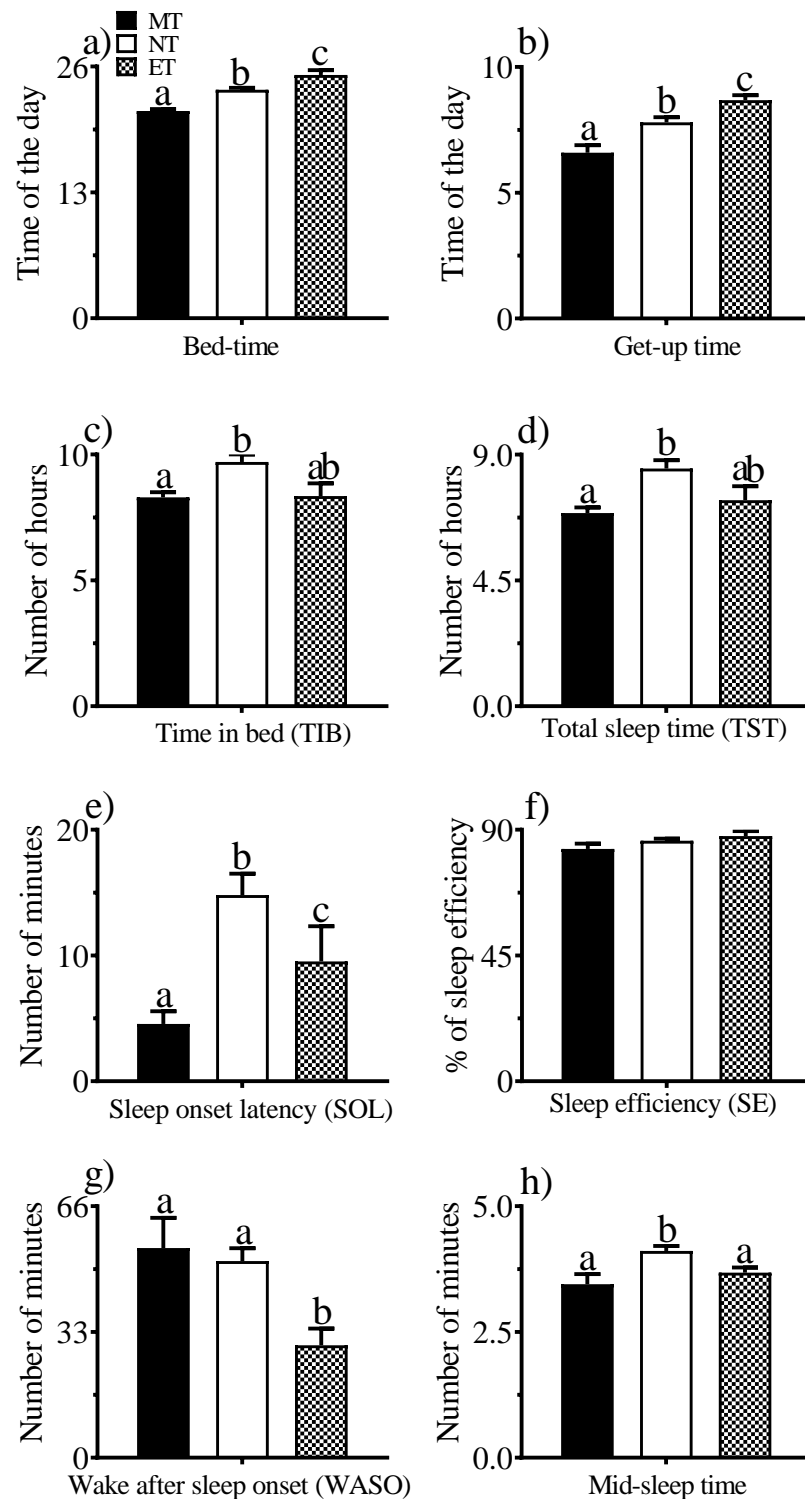 MT
NT
ET
a)
26
13
0
Time of the day
a
b
c
Bed-time
b)
10
5
0
Time of the day
a
b
c
Get-up time
c)
10
5
0
Number of hours
a
b
ab
Time in bed (TIB)
d)
9.0
4.5
0.0
Number of hours
a
b
ab
Total sleep time (TST)
e)
20
10
0
Number of minutes
a
b
c
Sleep onset latency (SOL)
f)
90
45
0
% of sleep efficiency
Sleep efficiency (SE)
g)
66
33
0
Number of minutes
a
a
b
Wake after sleep onset (WASO)
h)
5.0
2.5
0.0
Number of minutes
a
b
a
Mid-sleep time